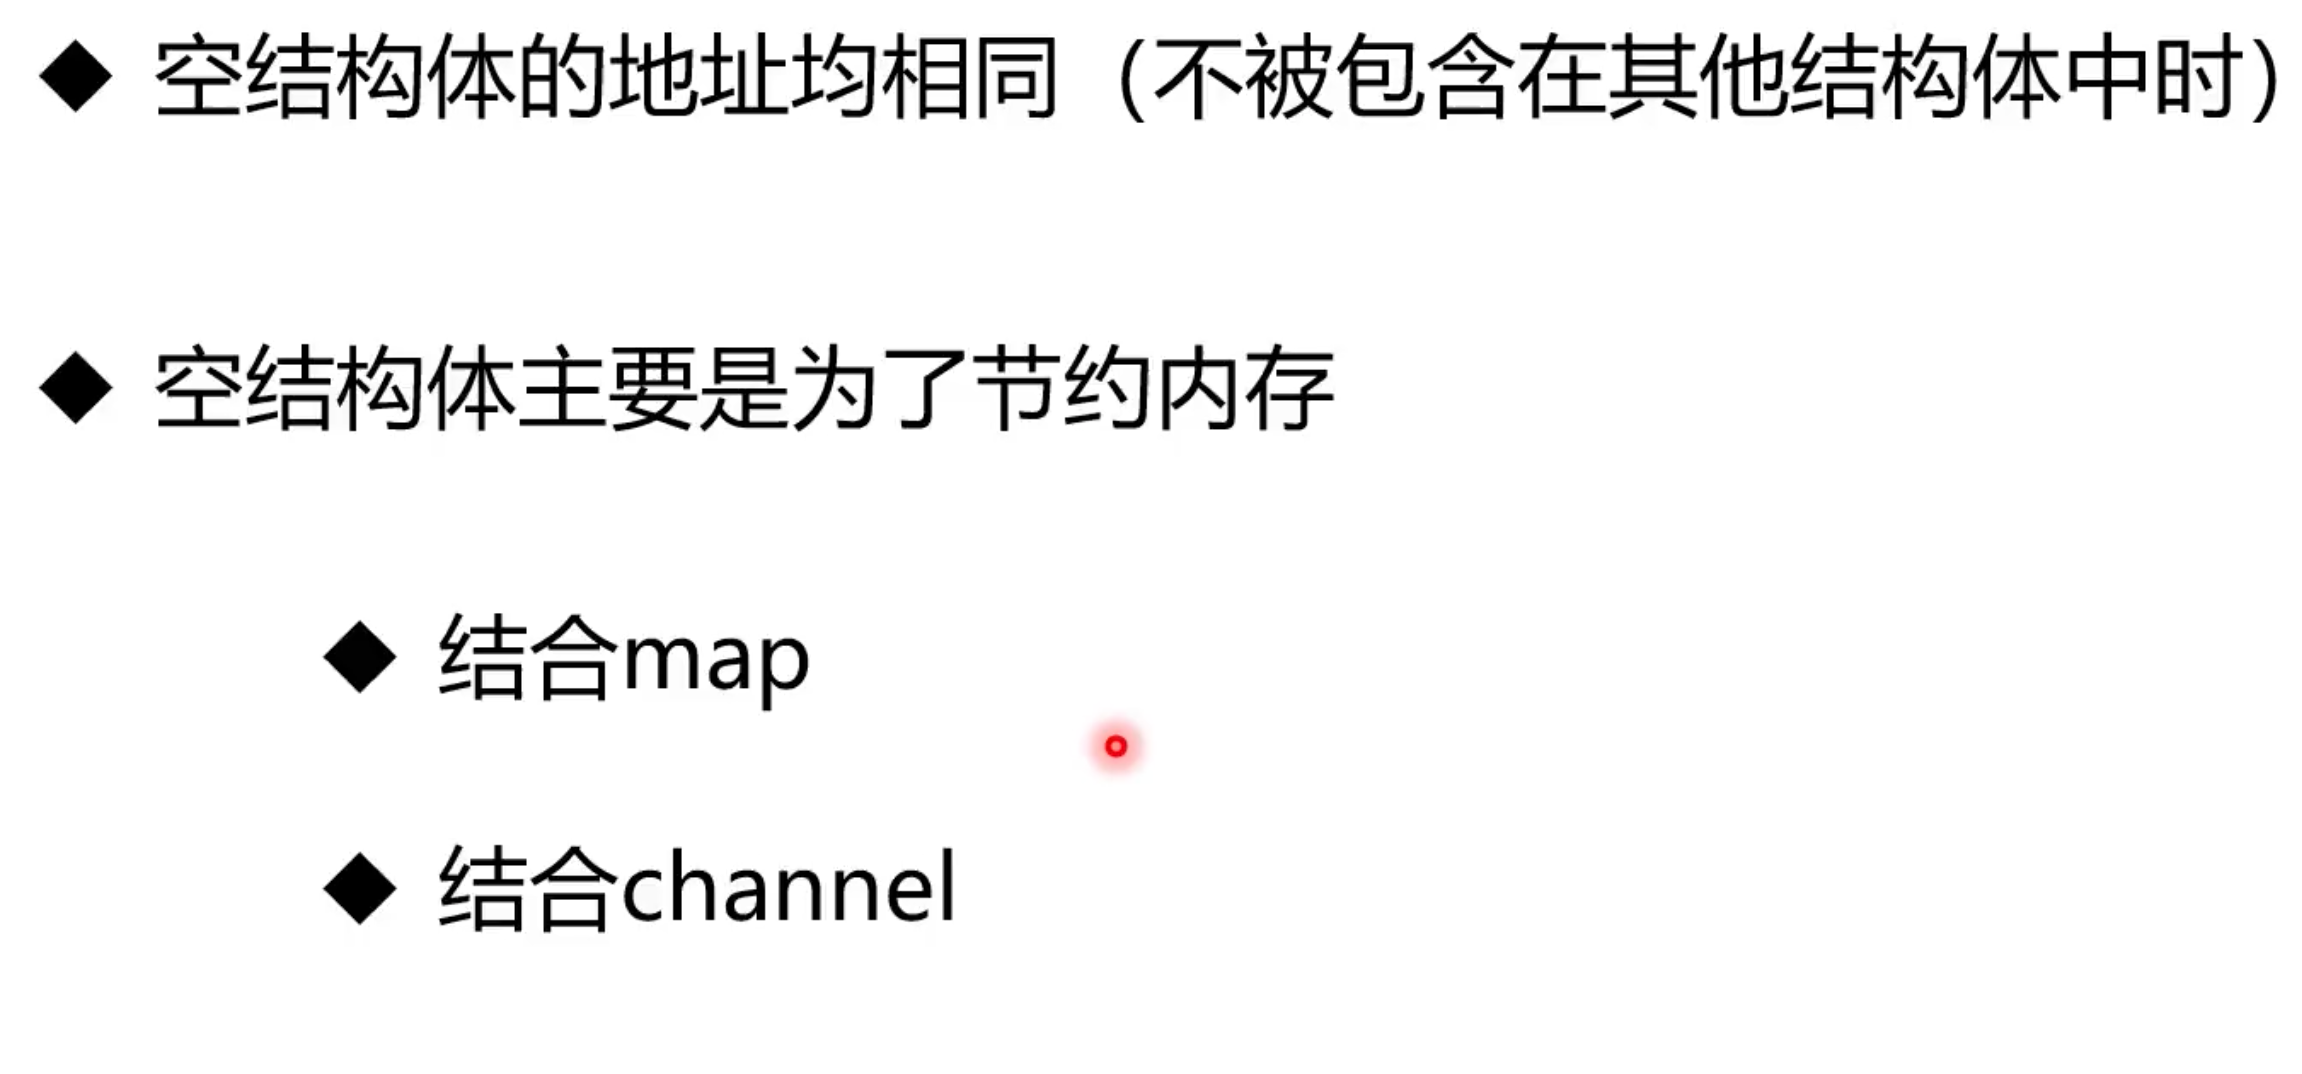 ◆ 空结构体的地址均相同（不被包含在其他结构体中时）
◆ 空结构体主要是为了节约内存
◆ 结合map
◆ 结合channel